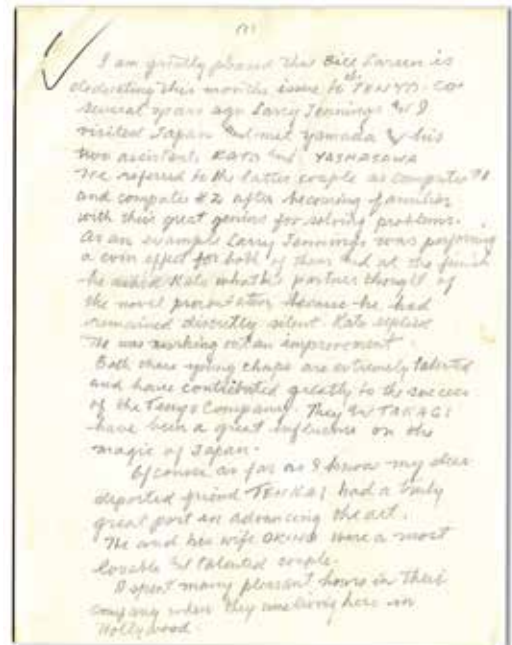 I am greatly pleased that Bill Larsen is
dedicating this months issue to the TENYO. CO.
Several years ago Larry Jennings and I
visited Japan and met Yamada & his
two assistants KATO and YASHASAWA
We referred to the latter couple as computer #1
and computer #2 after becoming familiar
with their great genius for solving problems.
As an example Larry Jennings was performing
a coin effect for both of them and at the finish
he asked Kato what his partner thought of
the novel presentation because he had
remained discretly silent. Kato replied
He was working out an improvement.
Both these young chaps are extremely talented
and have contributed greatly to the success
of the Tenyo Company. They and TAKAGI
have been a great influence on the
magic of Japan.
Of course as far as I know my dear
departed friend TENKAI had a truly
great part in advancing the art.
He and his wife OKINU were a most
lovable and talented couple.
I spent many pleasant hours in their
company when they were living here in
Hollywood.